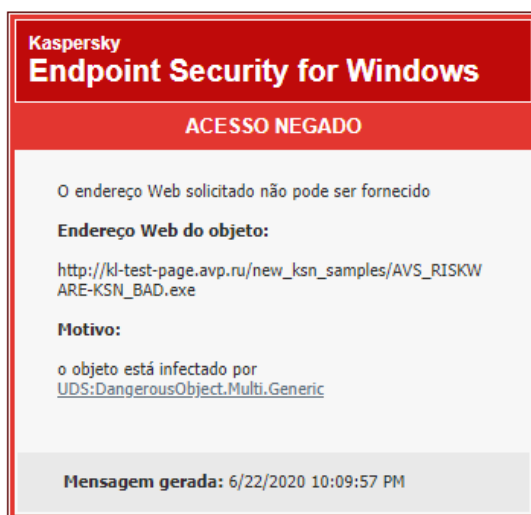 Kaspersky
Endpoint Security for Windows
ACESSO NEGADO
O endereço Web solicitado não pode ser fornecido
Endereço Web do objeto:
http://kl-test-page.avp.ru/new_ksn_samples/AVS_RISKW
ARE-KSN_BAD.exe
Motivo:
o objeto está infectado por
UDS:DangerousObject.Multi.Generic
Mensagem gerada: 6/22/2020 10:09:57 PM